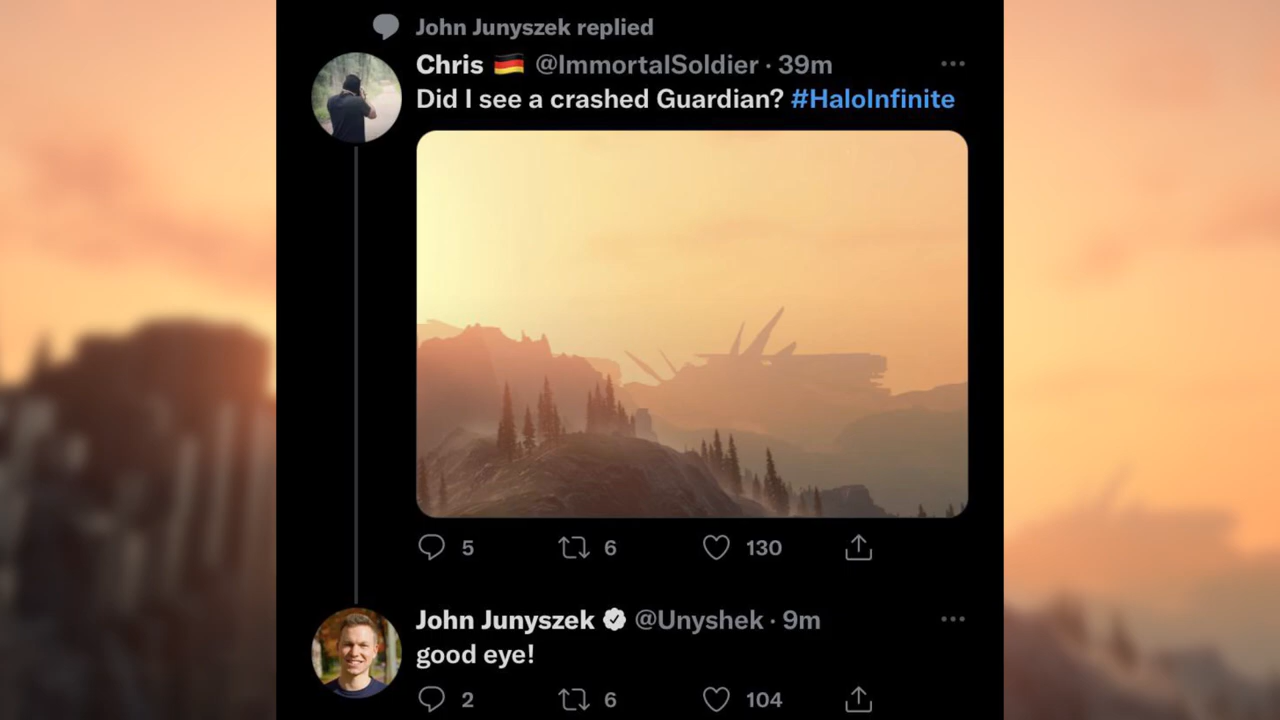 John Junyszek replied
Chris 🇩🇪 @ImmortalSoldier · 39m
Did I see a crashed Guardian? #HaloInfinite
5 6 130
John Junyszek @Unyshek · 9m
good eye!
2 6 104